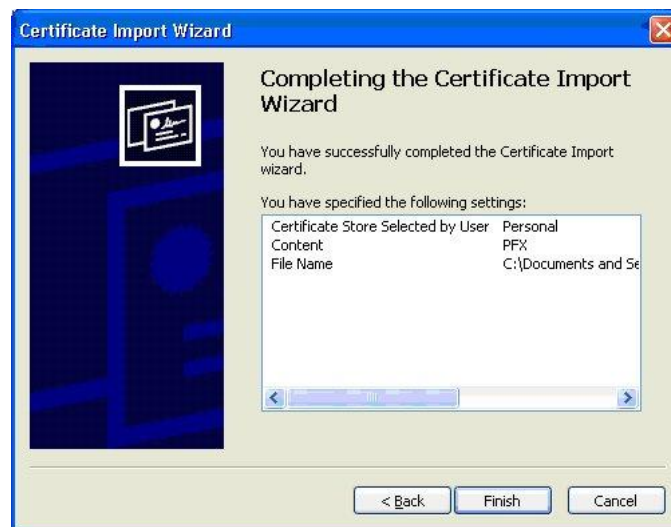 Certificate Import Wizard
Completing the Certificate Import
Wizard
You have successfully completed the Certificate Import
wizard.
You have specified the following settings:
Certificate Store Selected by User Personal
Content PFX
File Name C:\Documents and Se
< Back Finish Cancel